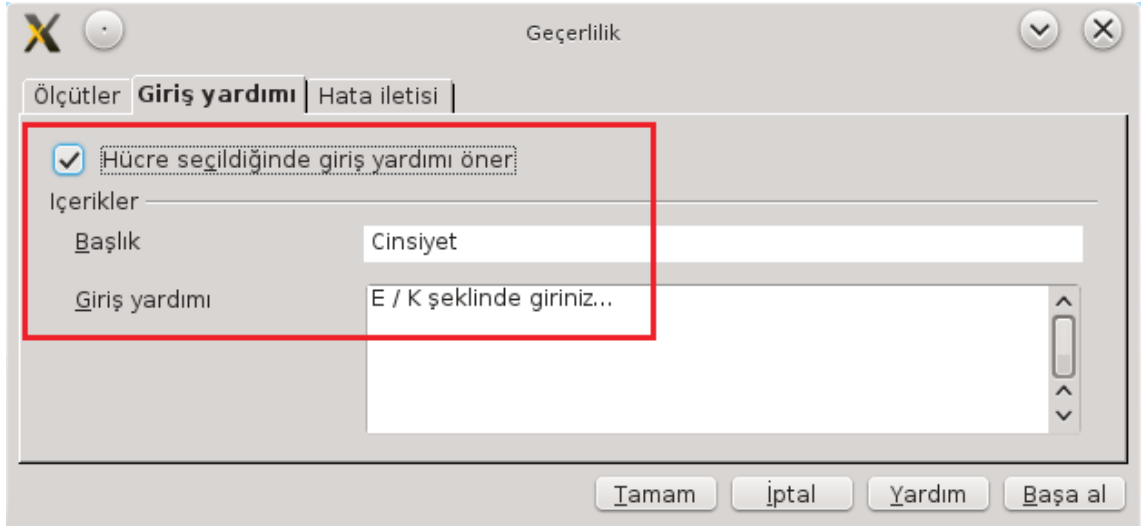 Geçerlilik
Ölçütler Giriş yardımı Hata iletisi
Hücre seçildiğinde giriş yardımı öner
Içerikler
Başlık Cinsiyet
Giriş yardımı E / K şeklinde giriniz...
Tamam İptal Yardım Başa al